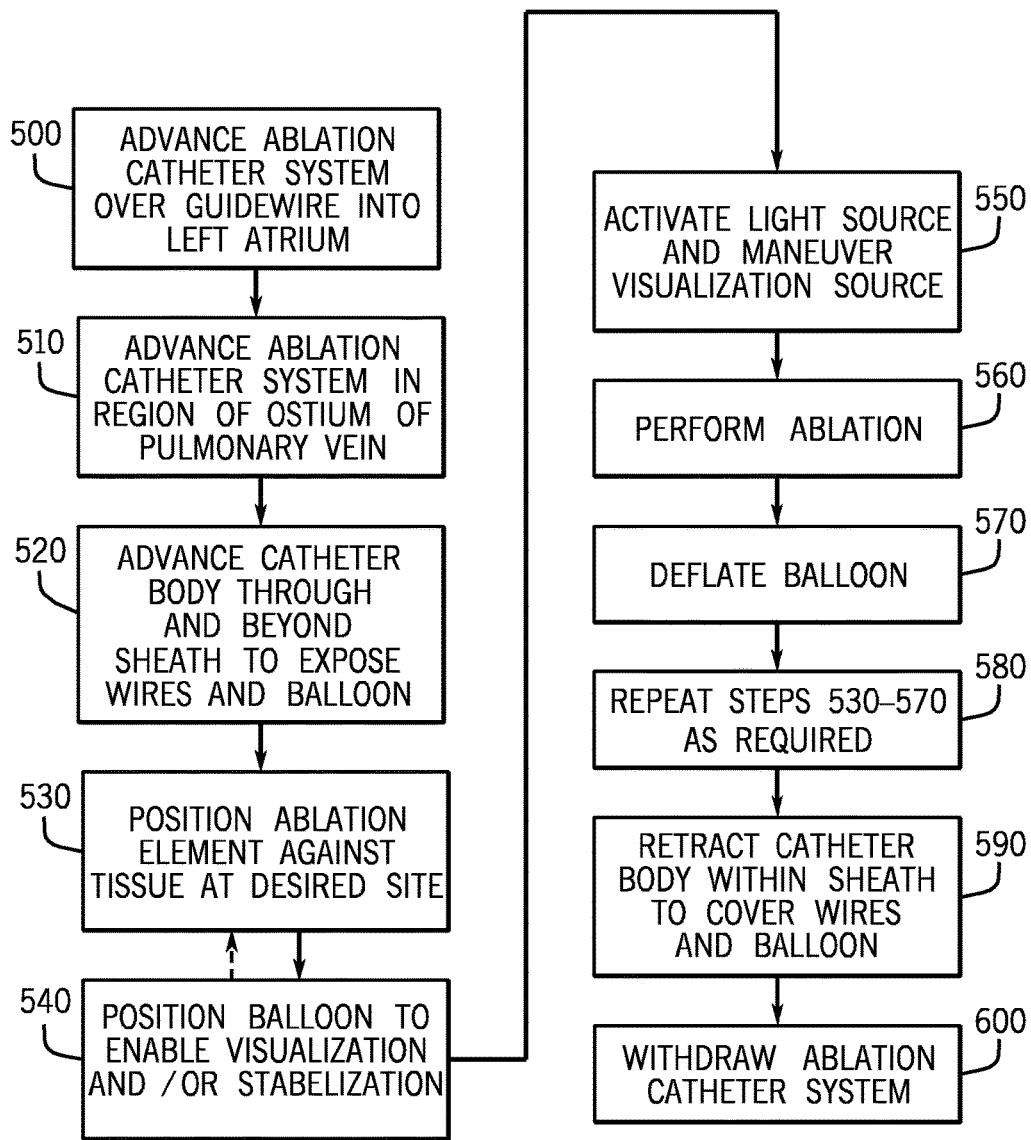 500
ADVANCE ABLATION
CATHETER SYSTEM
OVER GUIDEWIRE INTO
LEFT ATRIUM
510
ADVANCE ABLATION
CATHETER SYSTEM IN
REGION OF OSTIUM OF
PULMONARY VEIN
520
ADVANCE CATHETER
BODY THROUGH
AND BEYOND
SHEATH TO EXPOSE
WIRES AND BALLOON
530
POSITION ABLATION
ELEMENT AGAINST
TISSUE AT DESIRED SITE
540
POSITION BALLOON TO
ENABLE VISUALIZATION
AND /OR STABELIZATION
550
ACTIVATE LIGHT SOURCE
AND MANEUVER
VISUALIZATION SOURCE
560
PERFORM ABLATION
570
DEFLATE BALLOON
580
REPEAT STEPS 530–570
AS REQUIRED
590
RETRACT CATHETER
BODY WITHIN SHEATH
TO COVER WIRES
AND BALLOON
600
WITHDRAW ABLATION
CATHETER SYSTEM